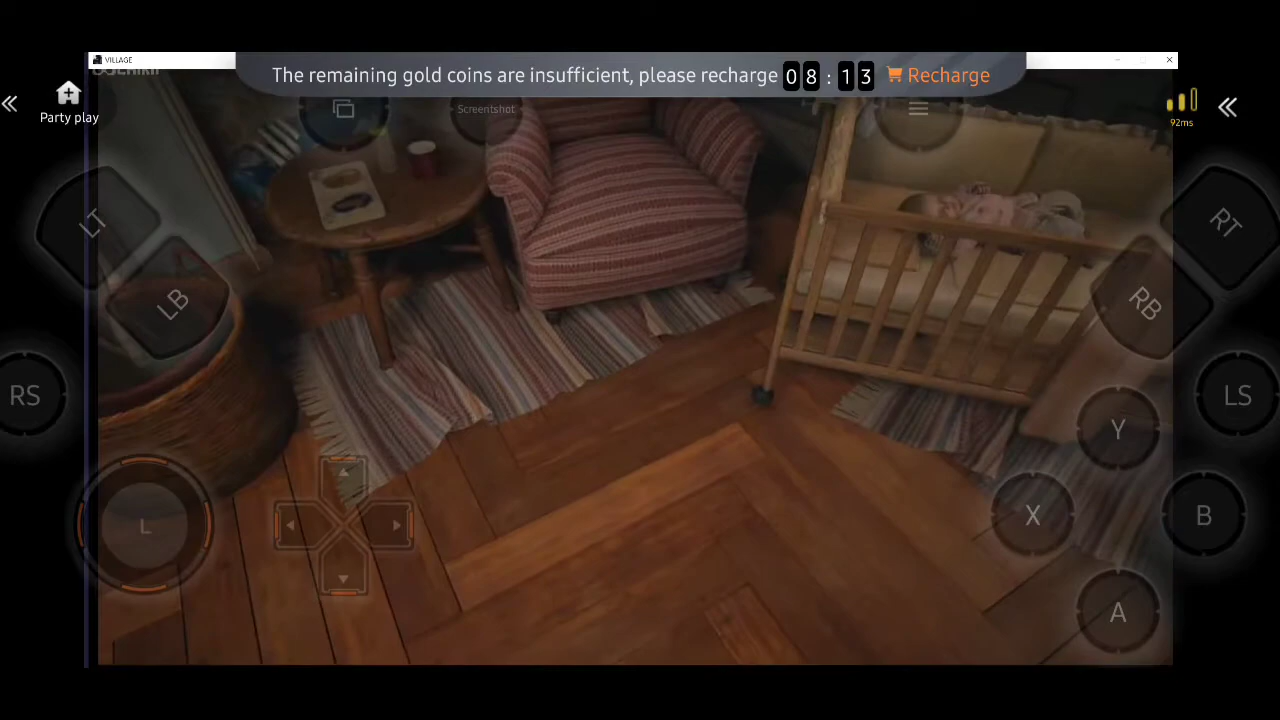 VILLAGE
The remaining gold coins are insufficient, please recharge 08:13 Recharge
Party play
Screentshot
92ms
LT
RT
LB
RB
RS
LS
Y
L
X
B
A